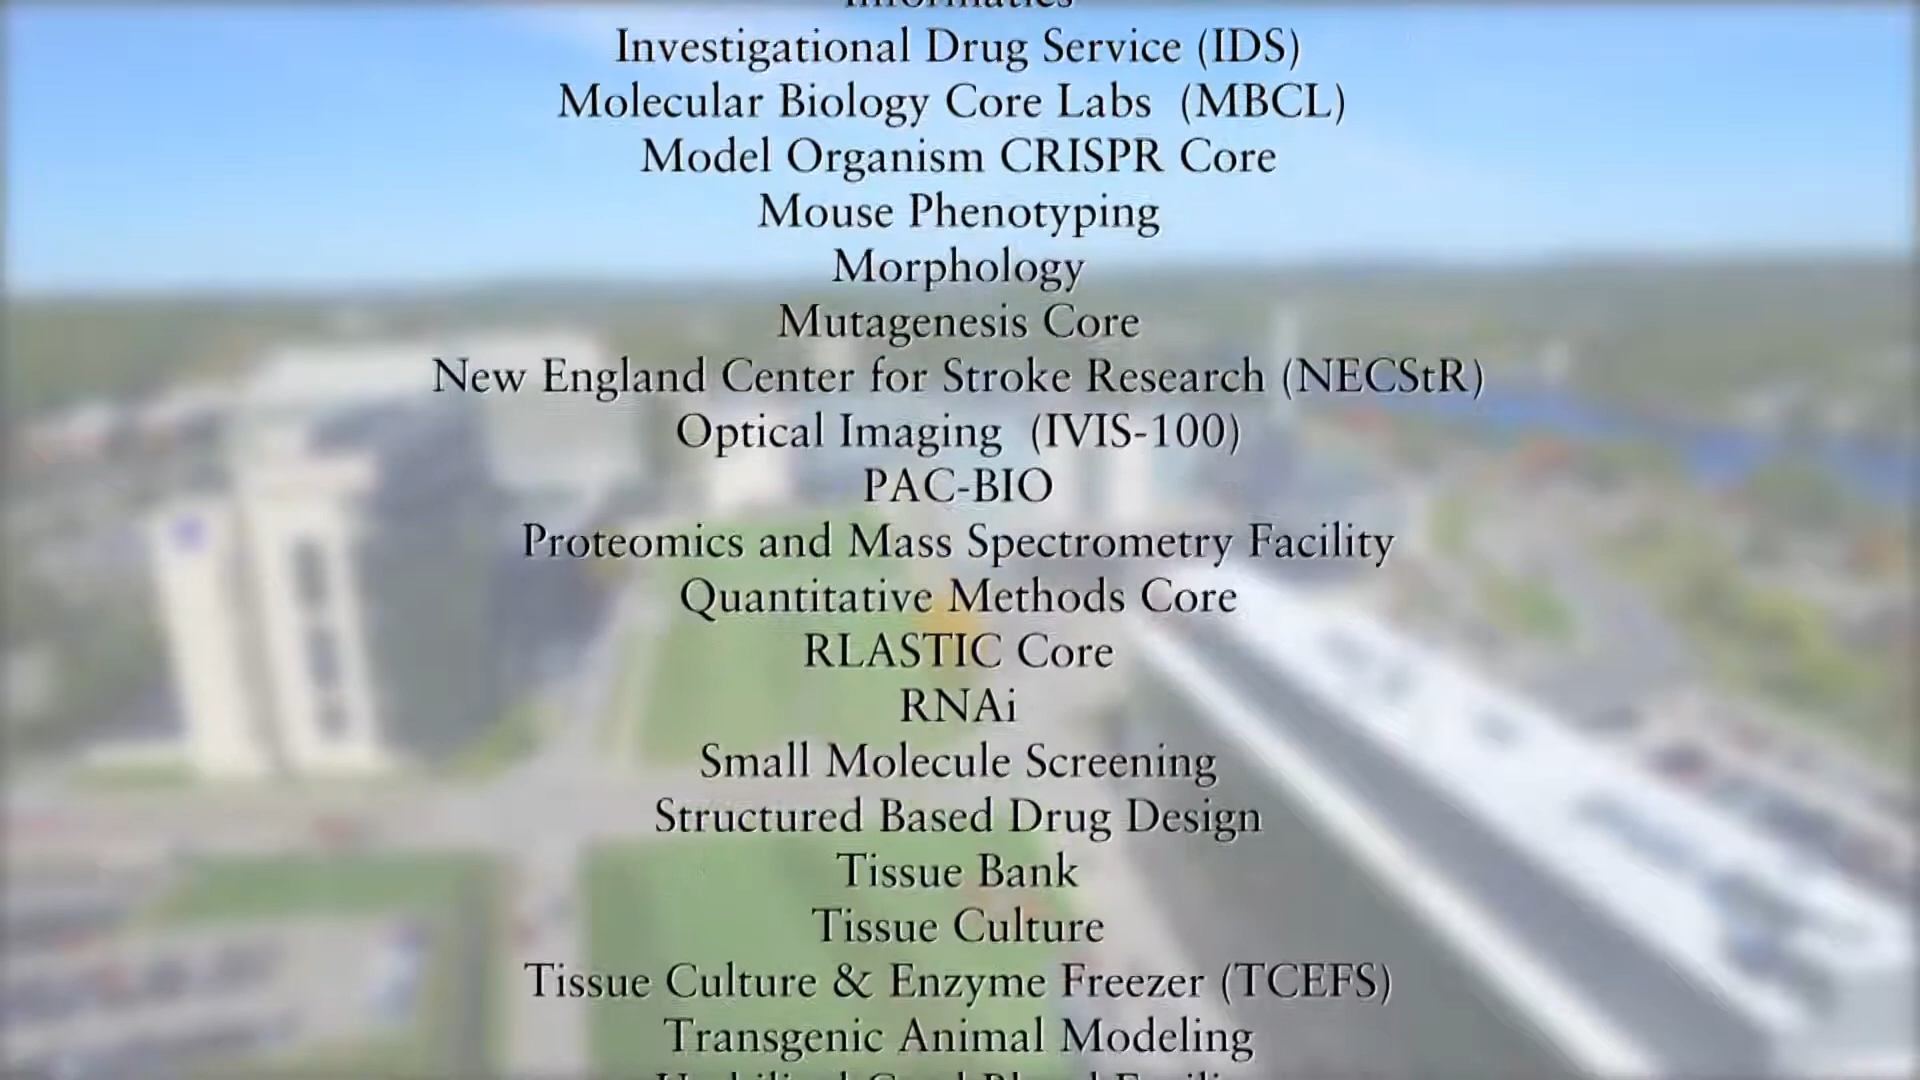 Informatics
Investigational Drug Service (IDS)
Molecular Biology Core Labs (MBCL)
Model Organism CRISPR Core
Mouse Phenotyping
Morphology
Mutagenesis Core
New England Center for Stroke Research (NECStR)
Optical Imaging (IVIS-100)
PAC-BIO
Proteomics and Mass Spectrometry Facility
Quantitative Methods Core
RLASTIC Core
RNAi
Small Molecule Screening
Structured Based Drug Design
Tissue Bank
Tissue Culture
Tissue Culture & Enzyme Freezer (TCEFS)
Transgenic Animal Modeling